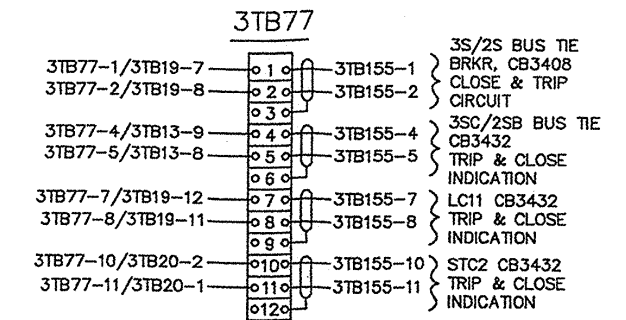 3TB77
3TB77-1/3TB19-7 1 3TB155-1
3TB77-2/3TB19-8 2 3TB155-2
3
3S/2S BUS TIE
BRKR, CB3408
CLOSE & TRIP
CIRCUIT
3TB77-4/3TB13-9 4 3TB155-4
3TB77-5/3TB13-8 5 3TB155-5
6
3SC/2SB BUS TIE
CB3432
TRIP & CLOSE
INDICATION
3TB77-7/3TB19-12 7 3TB155-7
3TB77-8/3TB19-11 8 3TB155-8
9
LC11 CB3432
TRIP & CLOSE
INDICATION
3TB77-10/3TB20-2 10 3TB155-10
3TB77-11/3TB20-1 11 3TB155-11
12
STC2 CB3432
TRIP & CLOSE
INDICATION